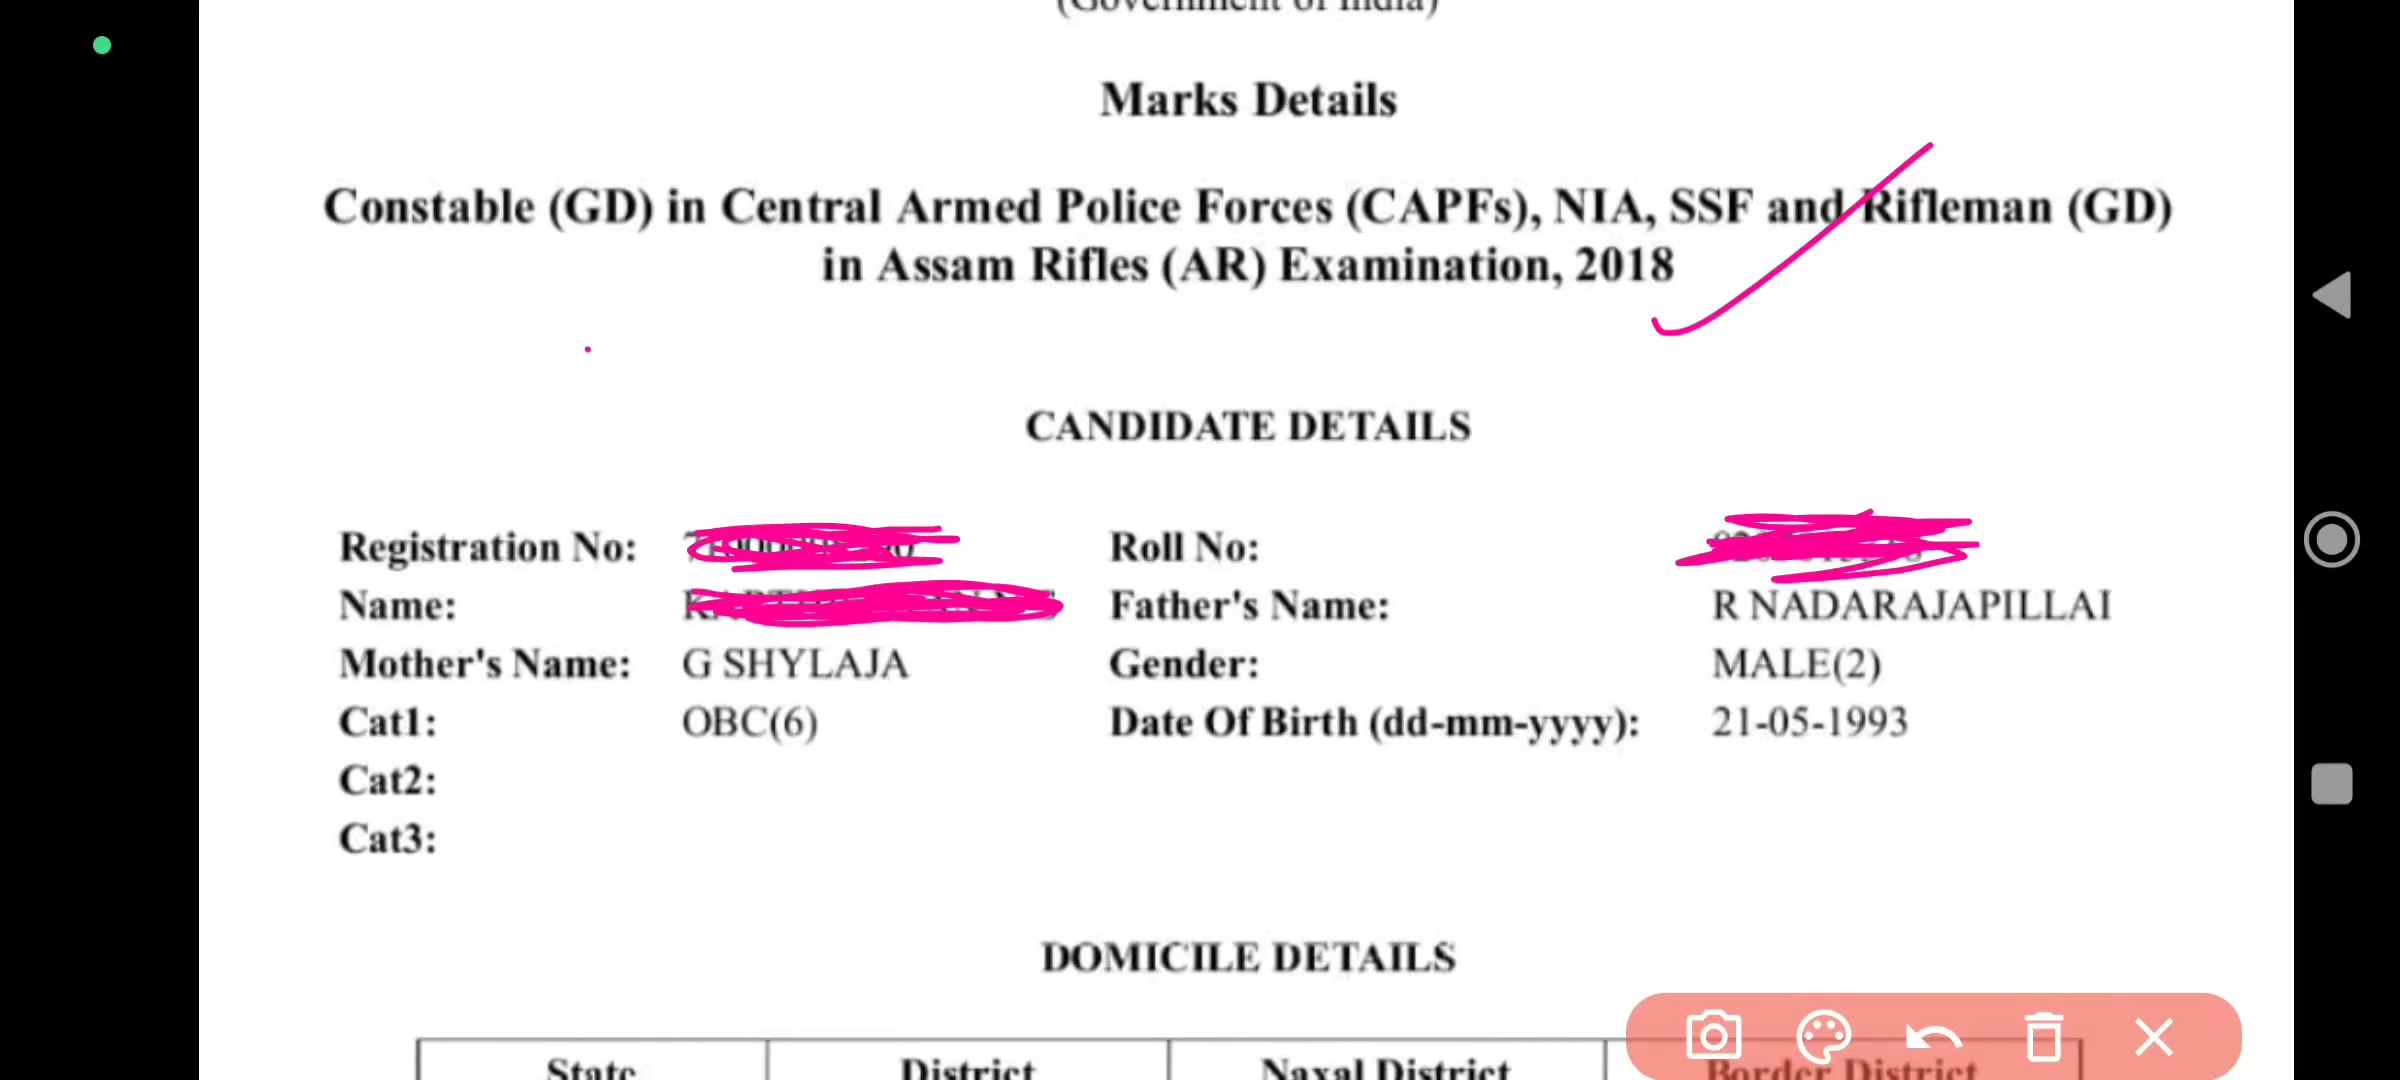 (Government of India)
Marks Details
Constable (GD) in Central Armed Police Forces (CAPFs), NIA, SSF and Rifleman (GD)
in Assam Rifles (AR) Examination, 2018
CANDIDATE DETAILS
Registration No: Roll No:
Name: Father's Name: R NADARAJAPILLAI
Mother's Name: G SHYLAJA Gender: MALE(2)
Cat1: OBC(6) Date Of Birth (dd-mm-yyyy): 21-05-1993
Cat2:
Cat3:
DOMICILE DETAILS
State District Naxal District Border District